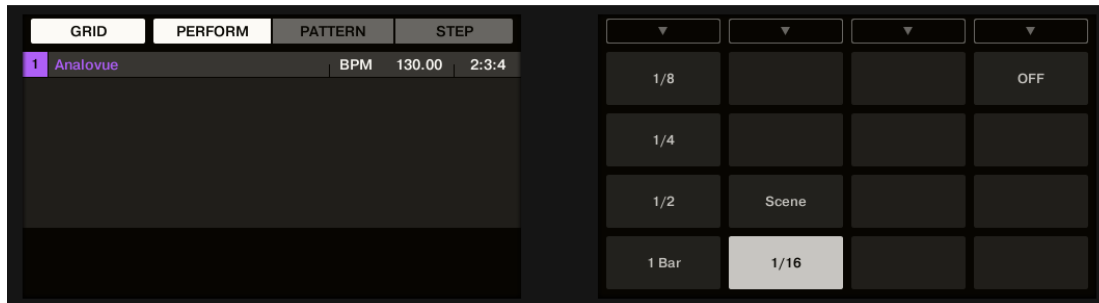 GRID PERFORM PATTERN STEP
1 Analovue BPM 130.00 2:3:4
1/8 OFF
1/4
1/2 Scene
1 Bar 1/16